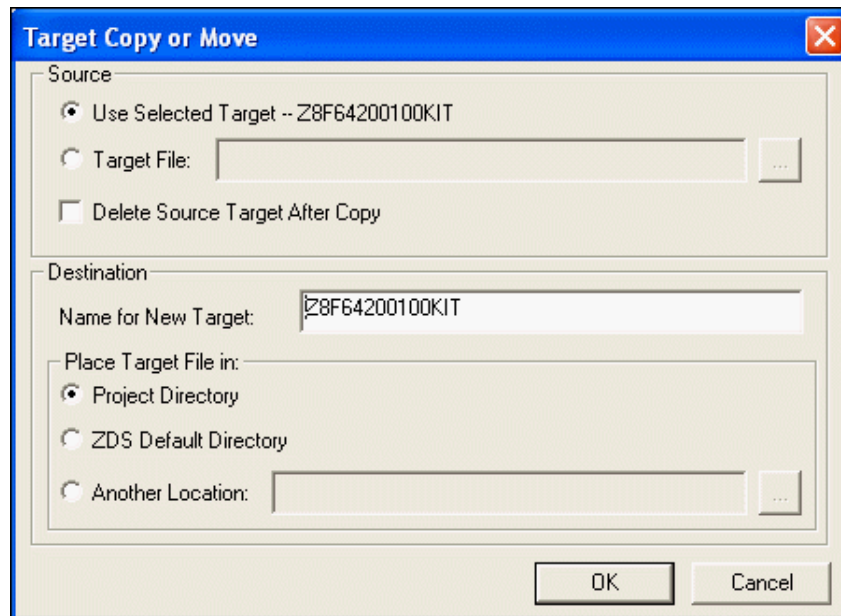 Target Copy or Move
Source
Use Selected Target -- Z8F64200100KIT
Target File:
...
Delete Source Target After Copy
Destination
Name for New Target:
Z8F64200100KIT
Place Target File in:
Project Directory
ZDS Default Directory
Another Location:
...
OK
Cancel